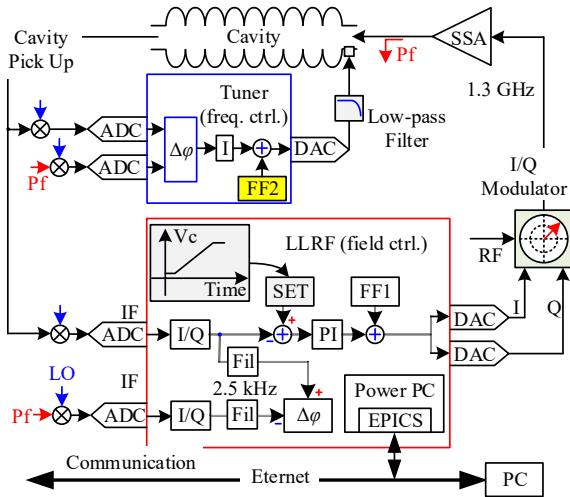 Cavity
Pick Up
Cavity
Pf
SSA
1.3 GHz
Tuner
(freq. ctrl.)
ADC
ADC
Δφ
I
DAC
FF2
Low-pass
Filter
Pf
I/Q
Modulator
RF
I
Q
Vc
Time
LLRF (field ctrl.)
SET
FF1
IF
ADC
I/Q
-
+
PI
DAC
DAC
Fil
2.5 kHz
LO
IF
Pf
ADC
I/Q
Fil
-
+
Δφ
Power PC
EPICS
Communication
Eternet
PC